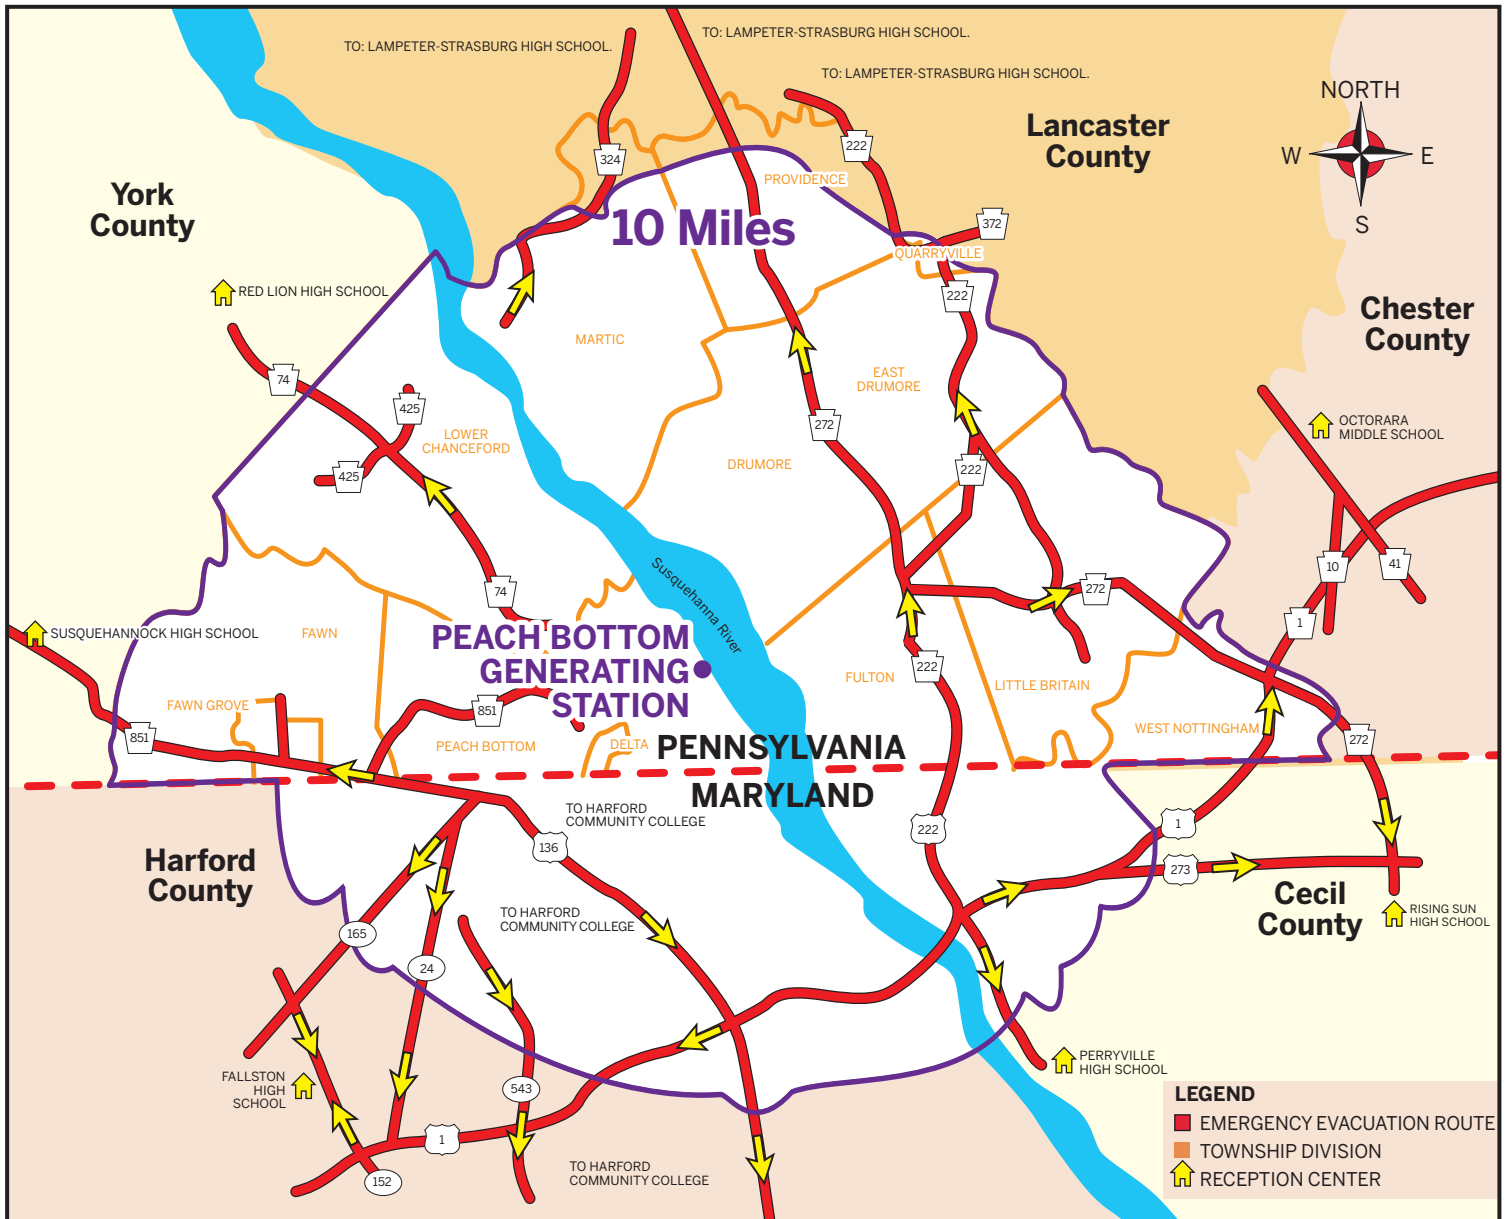 TO: LAMPETER-STRASBURG HIGH SCHOOL.
TO: LAMPETER-STRASBURG HIGH SCHOOL.
TO: LAMPETER-STRASBURG HIGH SCHOOL.
NORTH
W
E
S
Lancaster
County
324
222
York
County
PROVIDENCE
10 Miles
372
QUARRYVILLE
RED LION HIGH SCHOOL
222
Chester
County
MARTIC
74
EAST
DRUMORE
425
272
OCTORARA
MIDDLE SCHOOL
LOWER
CHANCEFORD
425
DRUMORE
222
Susquehanna River
10
41
74
272
1
SUSQUEHANNOCK HIGH SCHOOL
FAWN
PEACH BOTTOM
GENERATING
STATION
222
FULTON
LITTLE BRITAIN
FAWN GROVE
851
851
WEST NOTTINGHAM
PEACH BOTTOM
DELTA
272
PENNSYLVANIA
MARYLAND
TO HARFORD
COMMUNITY COLLEGE
136
222
1
Harford
County
273
Cecil
County
RISING SUN
HIGH SCHOOL
TO HARFORD
COMMUNITY COLLEGE
165
24
PERRYVILLE
HIGH SCHOOL
FALLSTON
HIGH
SCHOOL
543
1
152
TO HARFORD
COMMUNITY COLLEGE
LEGEND
EMERGENCY EVACUATION ROUTE
TOWNSHIP DIVISION
RECEPTION CENTER